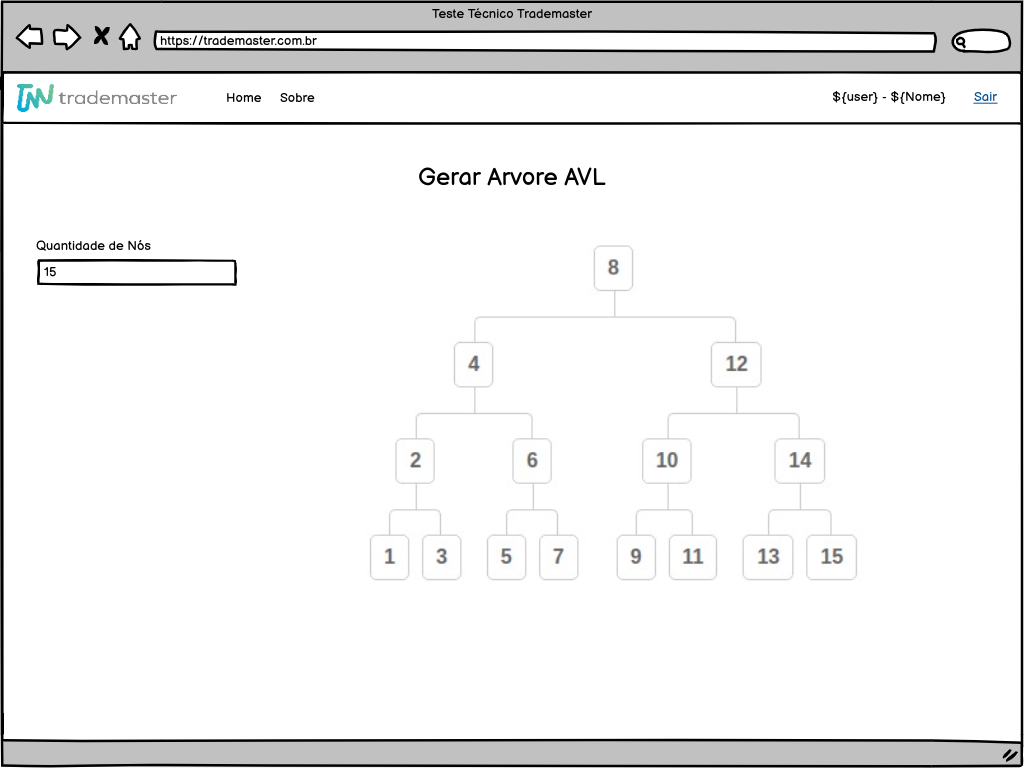 Teste Técnico Trademaster
https://trademaster.com.br
trademaster Home Sobre ${user} - ${Nome} Sair
Gerar Arvore AVL
Quantidade de Nós
15
8
4 12
2 6 10 14
1 3 5 7 9 11 13 15